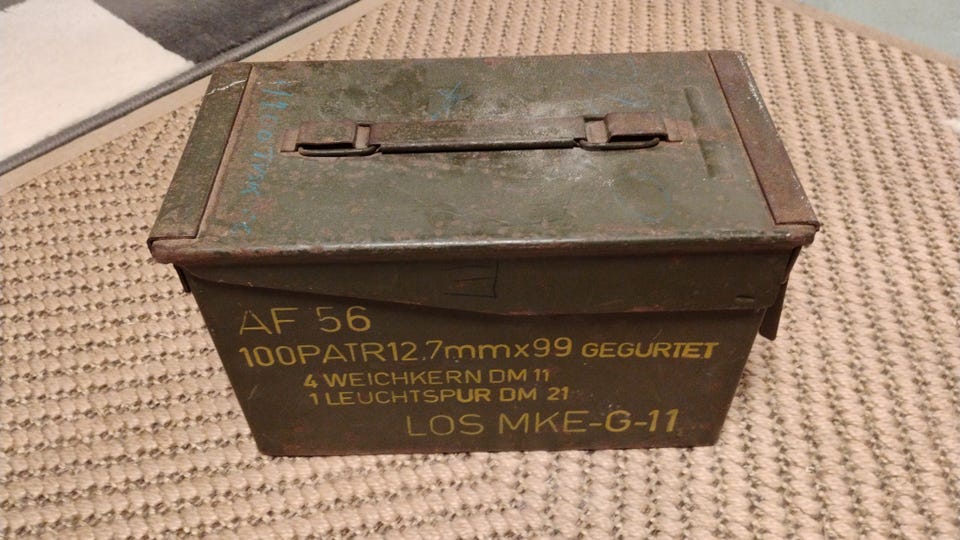 AF 56
100PATR12.7mmx99 GEGURTET
4 WEICHKERN DM 11
1 LEUCHTSPUR DM 21
LOS MKE-G-11